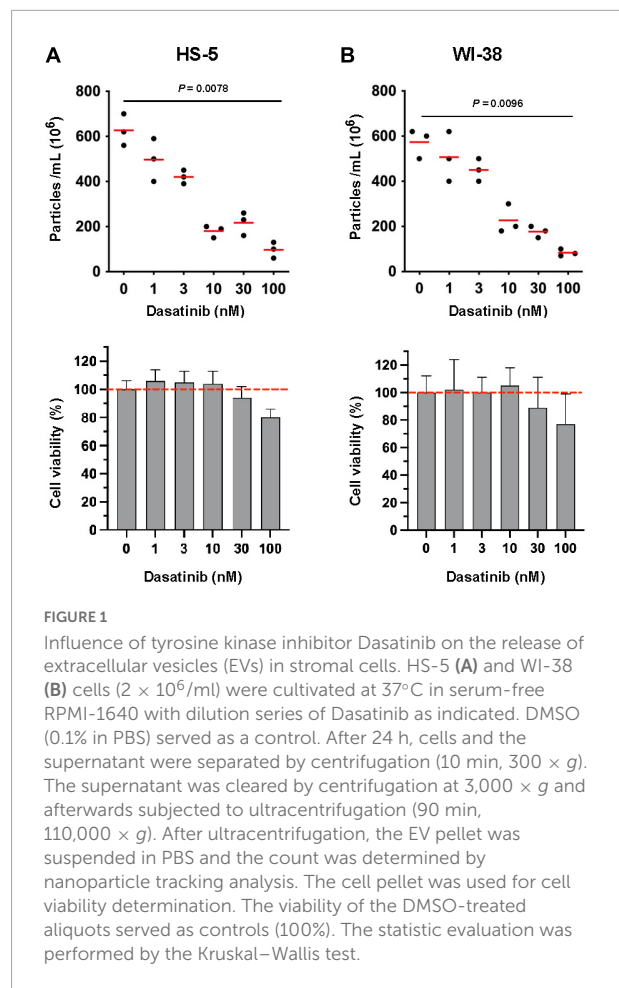 A
HS-5
B
WI-38
P = 0.0078
P = 0.0096
Particles /mL (10⁶)
800
600
400
200
0
0 1 3 10 30 100
Dasatinib (nM)
Particles /mL (10⁶)
800
600
400
200
0
0 1 3 10 30 100
Dasatinib (nM)
Cell viability (%)
120
100
80
60
40
20
0
0 1 3 10 30 100
Dasatinib (nM)
Cell viability (%)
120
100
80
60
40
20
0
0 1 3 10 30 100
Dasatinib (nM)
FIGURE 1
Influence of tyrosine kinase inhibitor Dasatinib on the release of
extracellular vesicles (EVs) in stromal cells. HS-5 (A) and WI-38
(B) cells (2 × 10⁶/ml) were cultivated at 37°C in serum-free
RPMI-1640 with dilution series of Dasatinib as indicated. DMSO
(0.1% in PBS) served as a control. After 24 h, cells and the
supernatant were separated by centrifugation (10 min, 300 × g).
The supernatant was cleared by centrifugation at 3,000 × g and
afterwards subjected to ultracentrifugation (90 min,
110,000 × g). After ultracentrifugation, the EV pellet was
suspended in PBS and the count was determined by
nanoparticle tracking analysis. The cell pellet was used for cell
viability determination. The viability of the DMSO-treated
aliquots served as controls (100%). The statistic evaluation was
performed by the Kruskal–Wallis test.